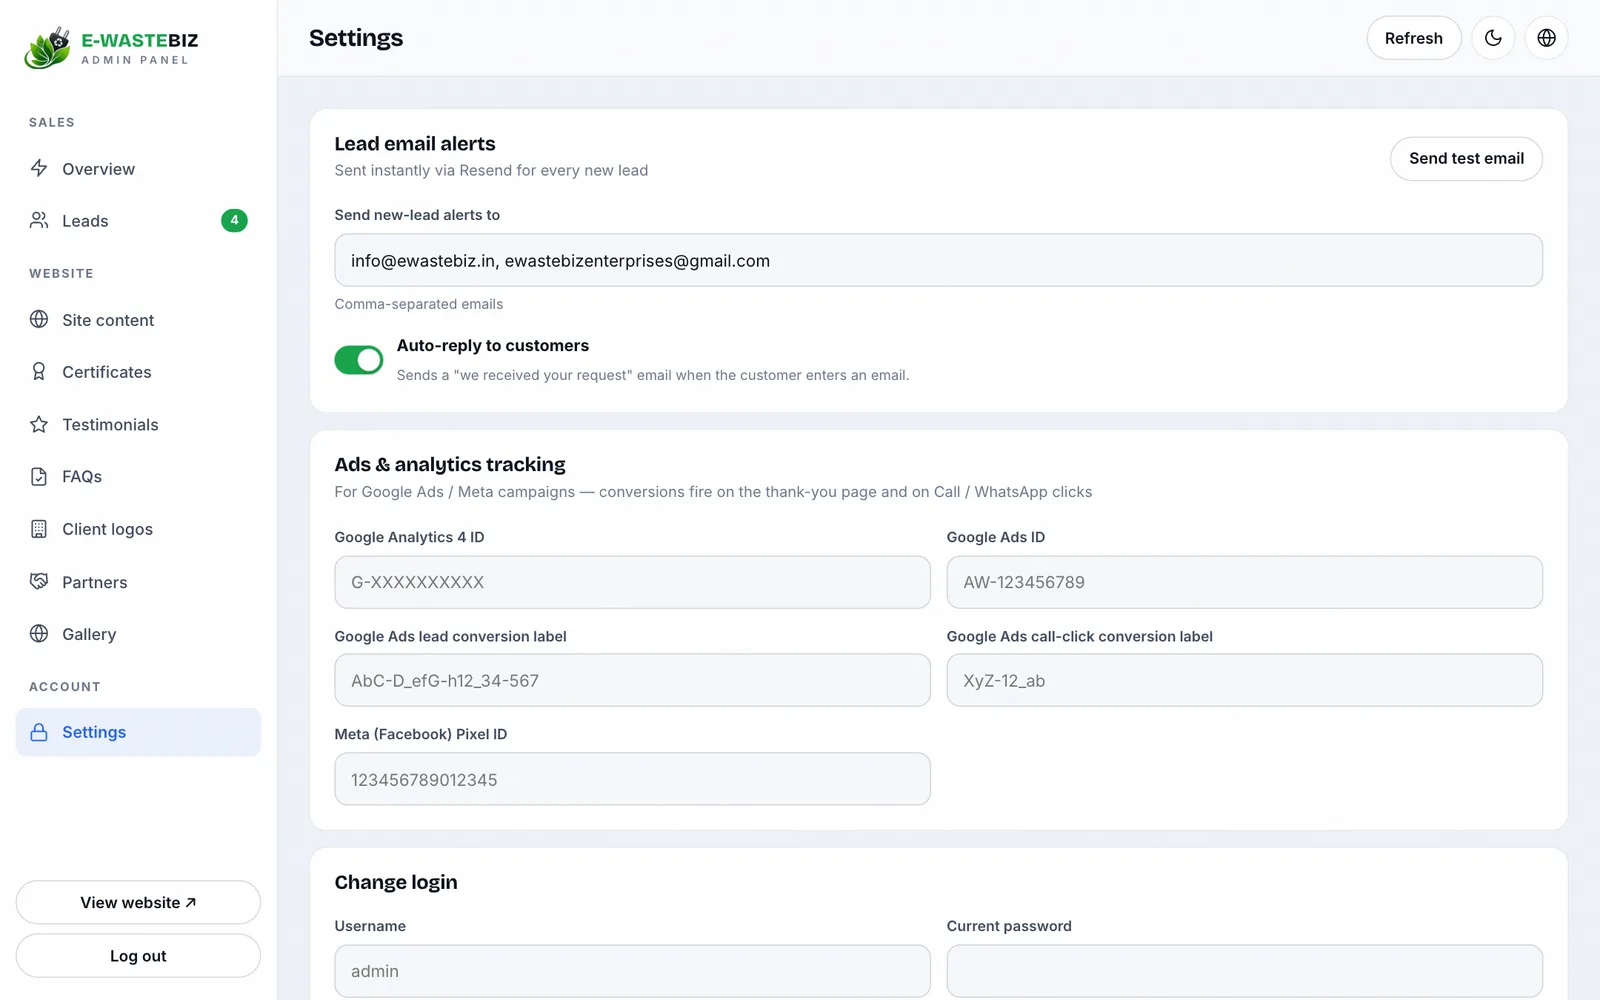 E-WASTEBIZ
ADMIN PANEL
SALES
Overview
Leads 4
WEBSITE
Site content
Certificates
Testimonials
FAQs
Client logos
Partners
Gallery
ACCOUNT
Settings
View website ↗
Log out
Settings
Refresh
Lead email alerts
Sent instantly via Resend for every new lead
Send test email
Send new-lead alerts to
info@ewastebiz.in, ewastebizenterprises@gmail.com
Comma-separated emails
Auto-reply to customers
Sends a "we received your request" email when the customer enters an email.
Ads & analytics tracking
For Google Ads / Meta campaigns — conversions fire on the thank-you page and on Call / WhatsApp clicks
Google Analytics 4 ID
G-XXXXXXXXXX
Google Ads ID
AW-123456789
Google Ads lead conversion label
AbC-D_efG-h12_34-567
Google Ads call-click conversion label
XyZ-12_ab
Meta (Facebook) Pixel ID
123456789012345
Change login
Username
admin
Current password